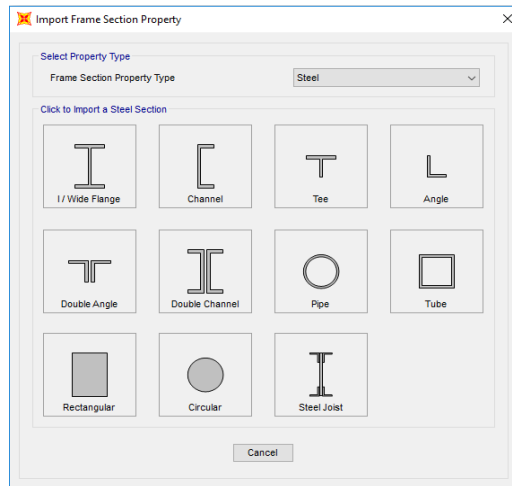 Import Frame Section Property
Select Property Type
Frame Section Property Type Steel
Click to Import a Steel Section
I / Wide Flange Channel Tee Angle
Double Angle Double Channel Pipe Tube
Rectangular Circular Steel Joist
Cancel